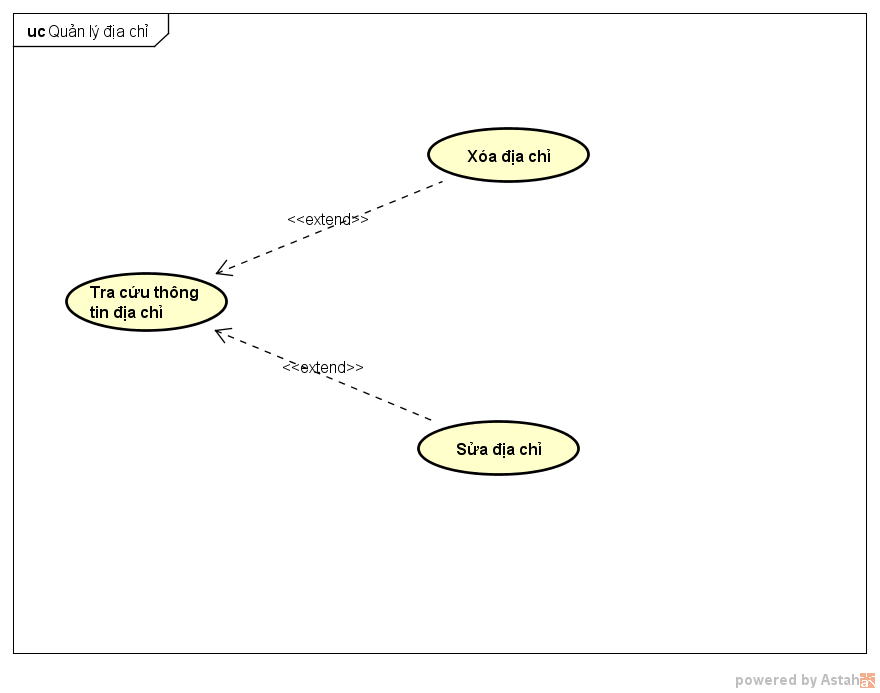 uc Quản lý địa chỉ
Xóa địa chỉ
<<extend>>
Tra cứu thông
tin địa chỉ
<<extend>>
Sửa địa chỉ
powered by Astah